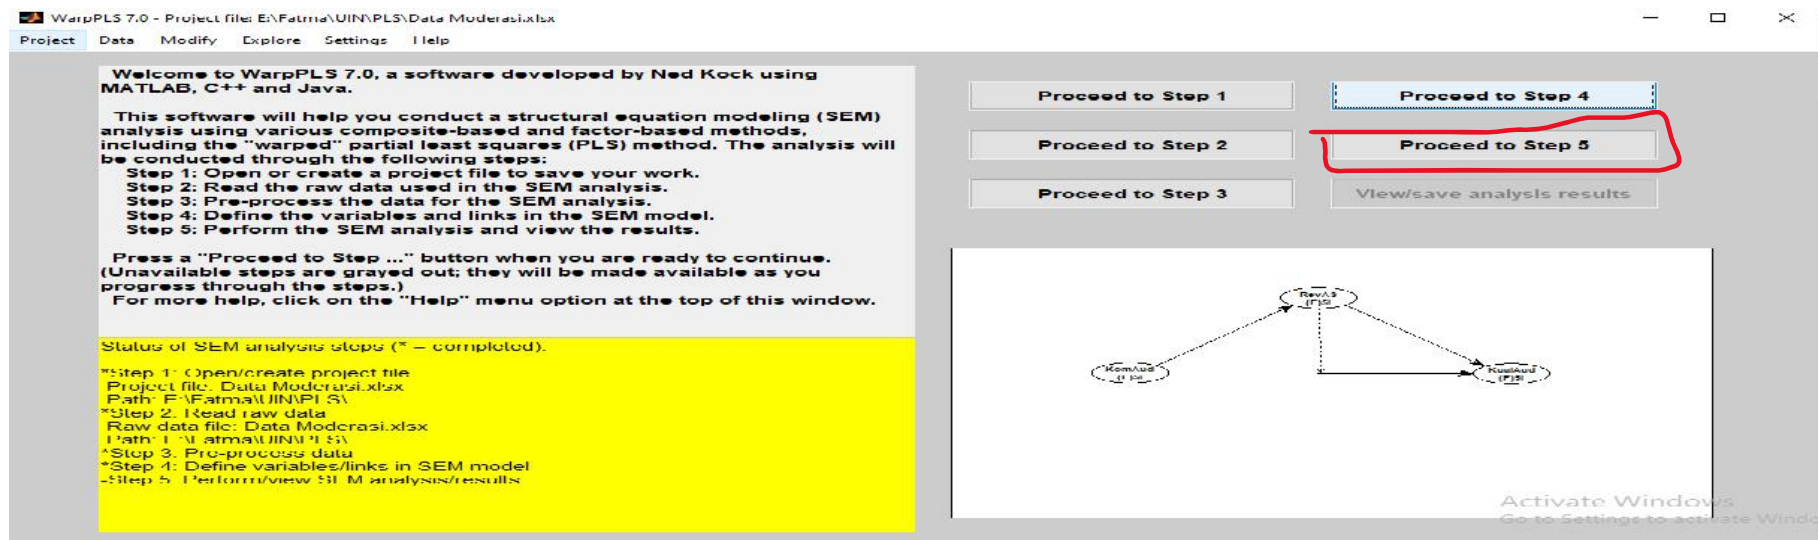 WarpPLS 7.0 - Project file: E:\Fatma\UIN\PLS\Data Moderasi.xlsx
Project Data Modify Explore Settings Help
Welcome to WarpPLS 7.0, a software developed by Ned Kock using
MATLAB, C++ and Java.
This software will help you conduct a structural equation modeling (SEM)
analysis using various composite-based and factor-based methods,
including the "warped" partial least squares (PLS) method. The analysis will
be conducted through the following steps:
Step 1: Open or create a project file to save your work.
Step 2: Read the raw data used in the SEM analysis.
Step 3: Pre-process the data for the SEM analysis.
Step 4: Define the variables and links in the SEM model.
Step 5: Perform the SEM analysis and view the results.
Press a "Proceed to Step ..." button when you are ready to continue.
(Unavailable steps are grayed out; they will be made available as you
progress through the steps.)
For more help, click on the "Help" menu option at the top of this window.
Status of SEM analysis steps (* = completed):
*Step 1: Open/create project file
Project file: Data Moderasi.xlsx
Path: E:\Fatma\UIN\PLS\
*Step 2: Read raw data
Raw data file: Data Moderasi.xlsx
Path: E:\Fatma\UIN\PLS\
*Step 3: Pre-process data
*Step 4: Define variables/links in SEM model
-Step 5: Perform/view SEM analysis/results
Proceed to Step 1
Proceed to Step 4
Proceed to Step 2
Proceed to Step 5
Proceed to Step 3
View/save analysis results
KomAud
KualAud
Activate Windows
Go to Settings to activate Windo